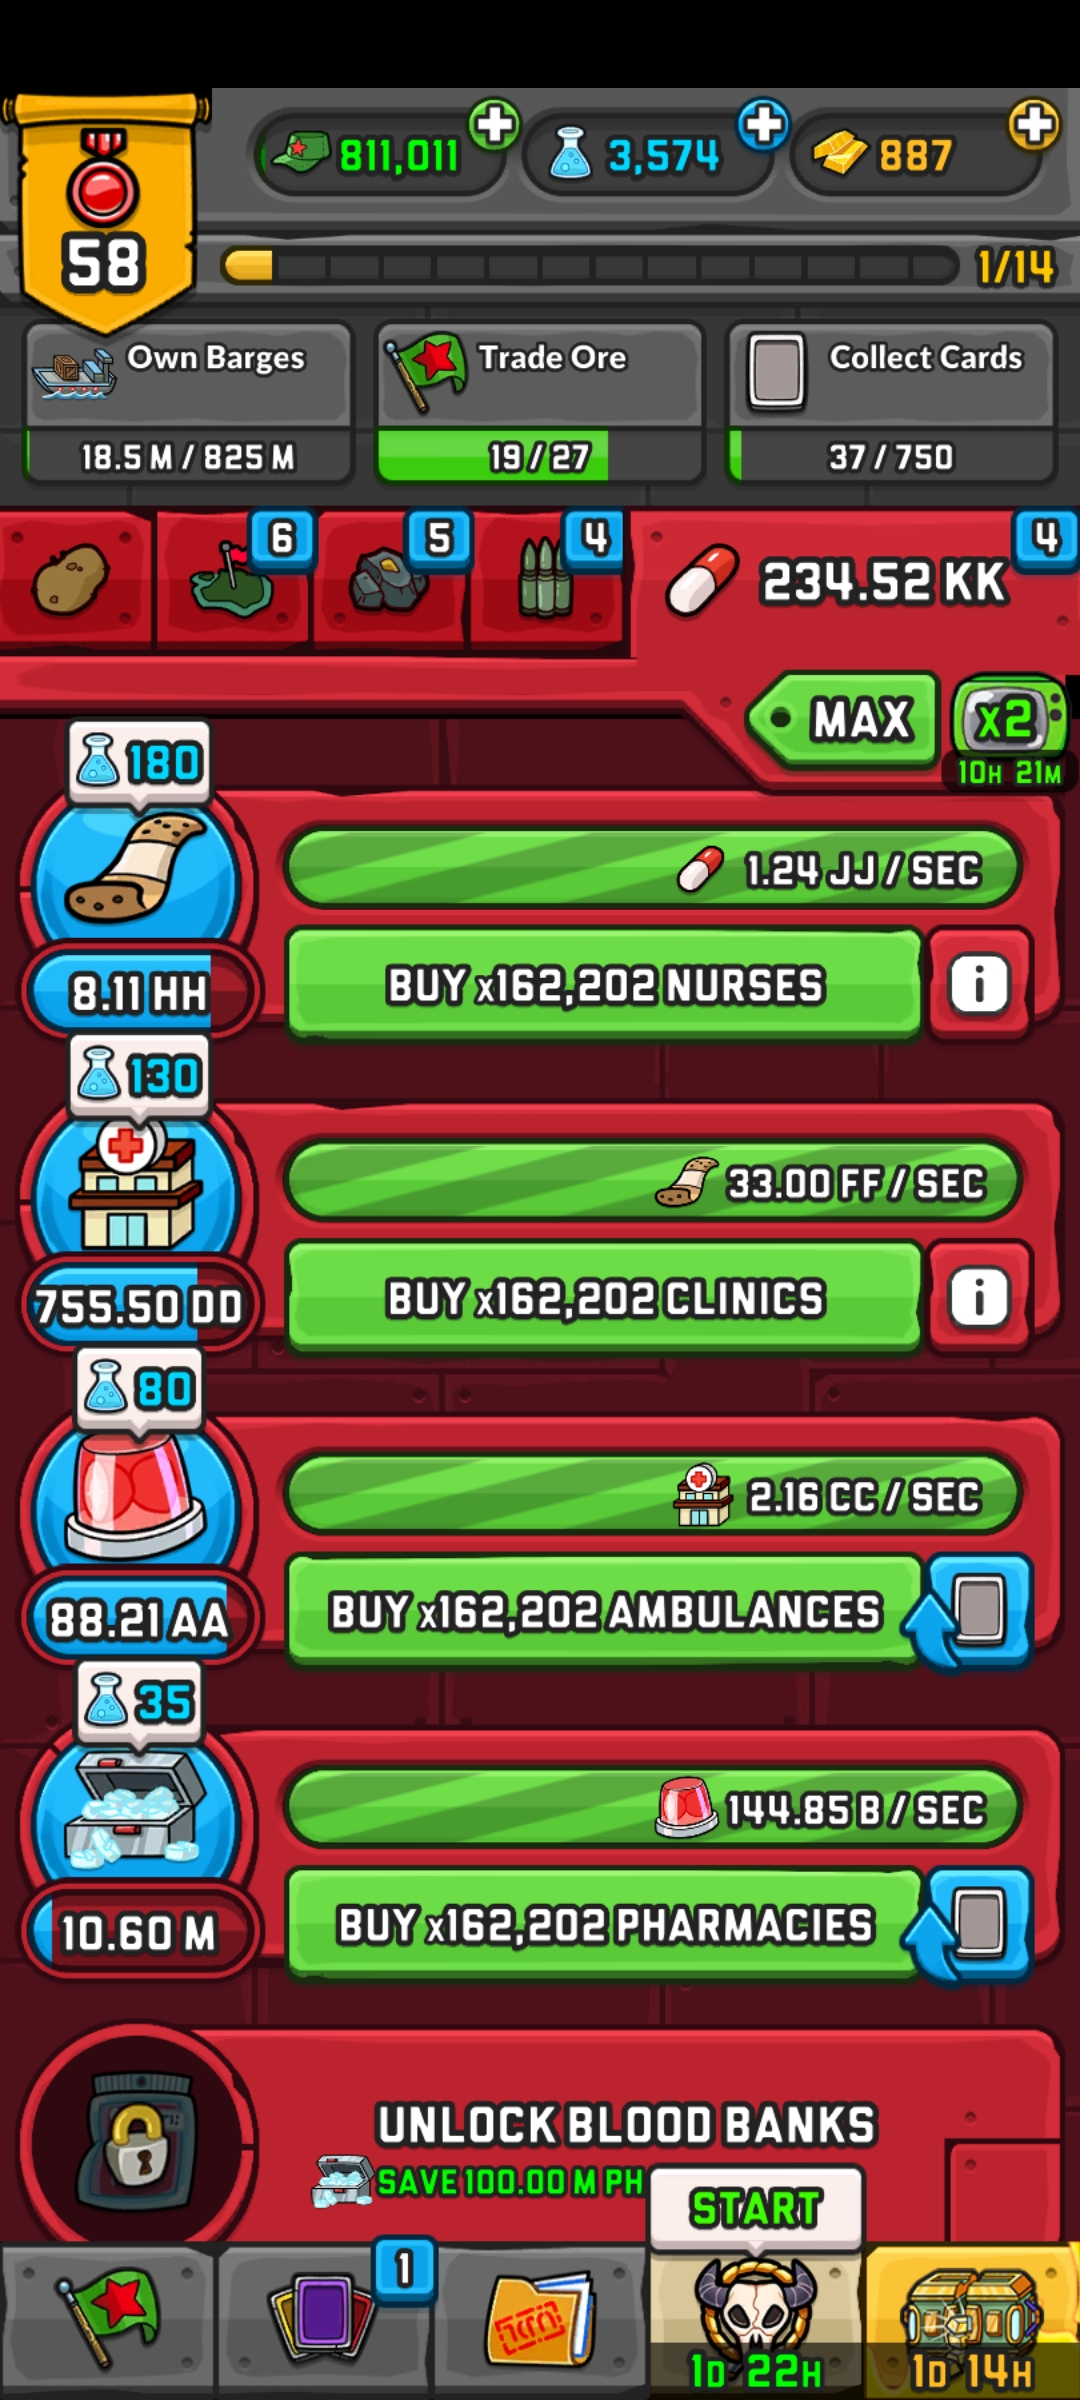 58
811,011
3,574
887
1/14
Own Barges
18.5 M / 825 M
Trade Ore
19 / 27
Collect Cards
37 / 750
6
5
4
234.52 KK
4
MAX
x2
10H 21M
180
1.24 JJ / SEC
8.11 HH
BUY x162,202 NURSES
i
130
33.00 FF / SEC
755.50 DD
BUY x162,202 CLINICS
i
80
2.16 CC / SEC
88.21 AA
BUY x162,202 AMBULANCES
35
144.85 B / SEC
10.60 M
BUY x162,202 PHARMACIES
UNLOCK BLOOD BANKS
SAVE 100.00 M PH
START
1
1D 22H
1D 14H